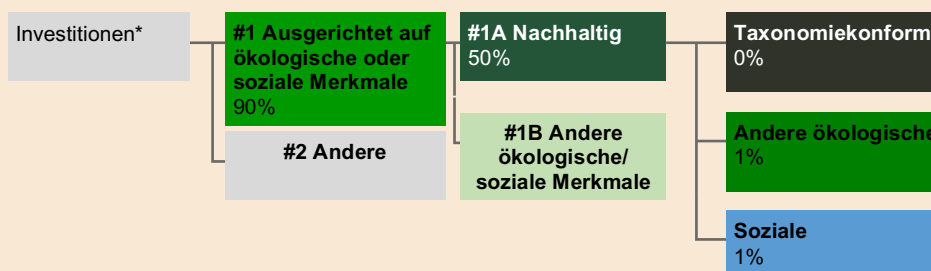 Investitionen*
#1 Ausgerichtet auf
ökologische oder
soziale Merkmale
90%
#2 Andere
#1A Nachhaltig
50%
#1B Andere
ökologische/
soziale Merkmale
Taxonomiekonform
0%
Andere ökologische
1%
Soziale
1%